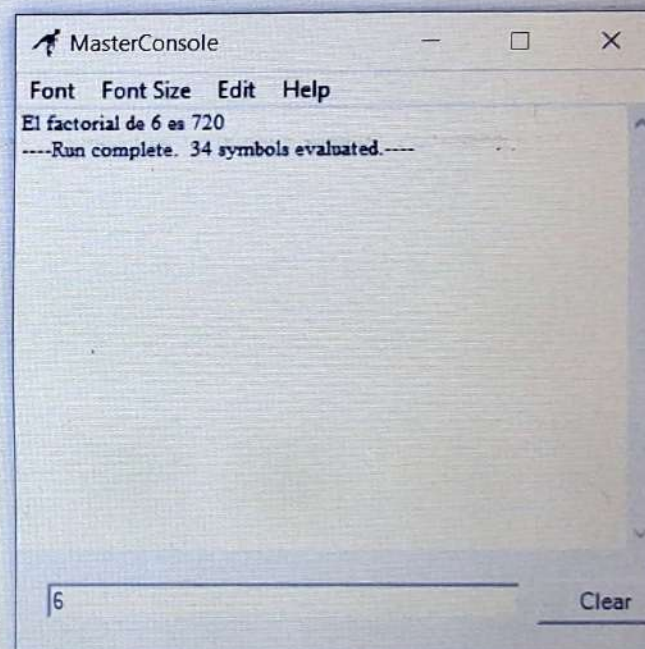 MasterConsole
Font Font Size Edit Help
El factorial de 6 es 720
----Run complete. 34 symbols evaluated.----
6
Clear